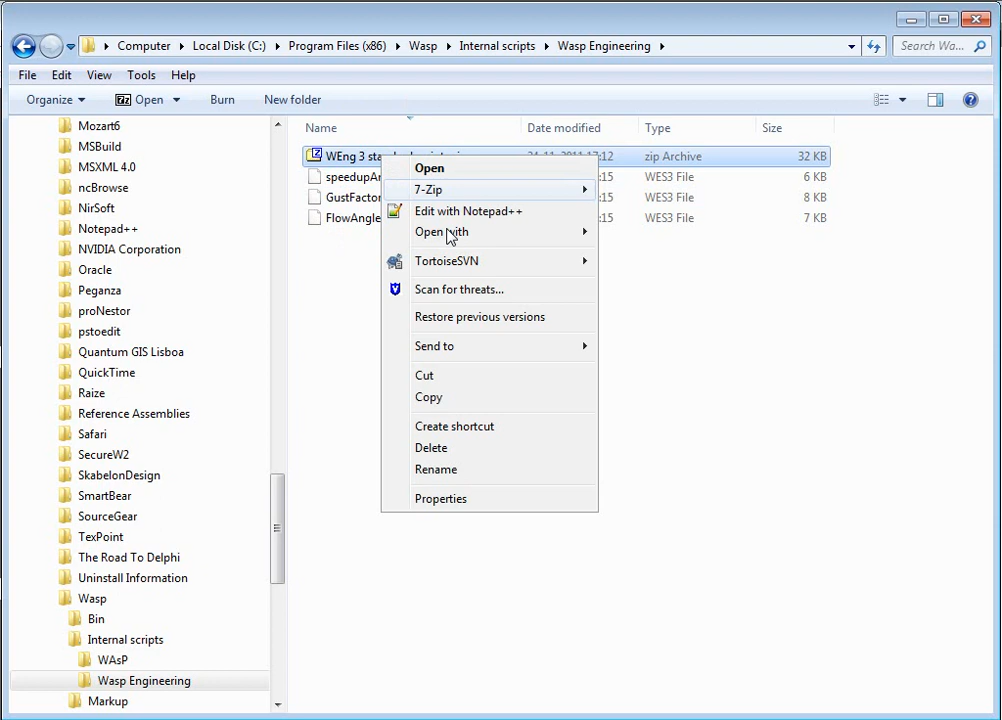 Computer
Local Disk (C:)
Program Files (x86)
Wasp
Internal scripts
Wasp Engineering
Search Wa...
File Edit View Tools Help
Organize
Open
Burn
New folder
Mozart6
MSBuild
MSXML 4.0
ncBrowse
NirSoft
Notepad++
NVIDIA Corporation
Oracle
Peganza
proNestor
pstoedit
Quantum GIS Lisboa
QuickTime
Raize
Reference Assemblies
Safari
SecureW2
SkabelonDesign
SmartBear
SourceGear
TexPoint
The Road To Delphi
Uninstall Information
Wasp
Bin
Internal scripts
WAsP
Wasp Engineering
Markup
Name Date modified Type Size
WEng 3 zip Archive 32 KB
:15 WES3 File 6 KB
GustFactor :15 WES3 File 8 KB
FlowAngle :15 WES3 File 7 KB
Open
7-Zip
Edit with Notepad++
Open with
TortoiseSVN
Scan for threats...
Restore previous versions
Send to
Cut
Copy
Create shortcut
Delete
Rename
Properties